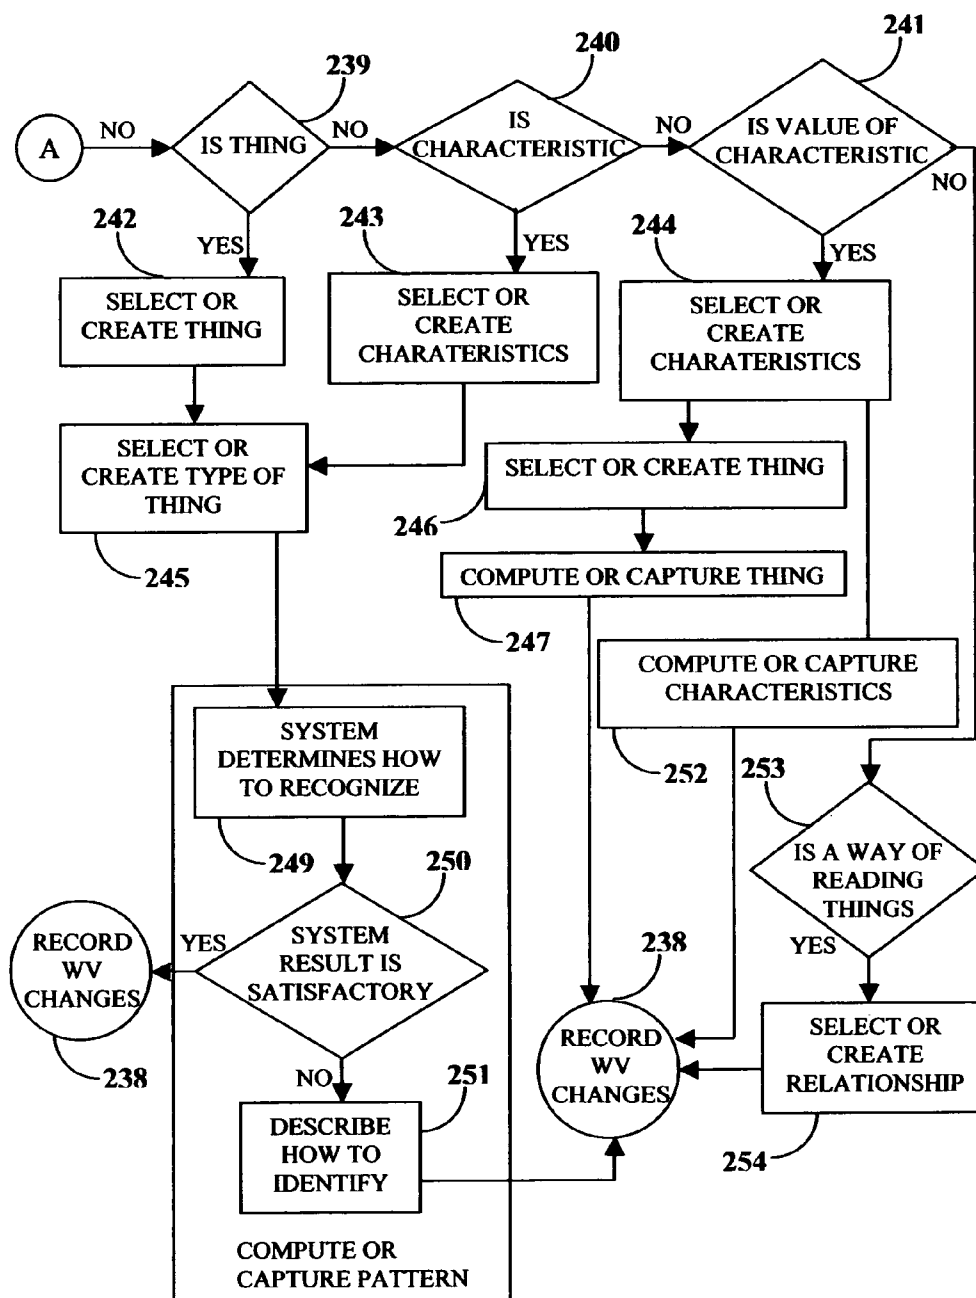 241
240
239
A
NO
IS THING
NO
IS
CHARACTERISTIC
NO
IS VALUE OF
CHARACTERISTIC
NO
242
YES
243
YES
244
YES
SELECT OR
CREATE THING
SELECT OR
CREATE
CHARATERISTICS
SELECT OR
CREATE
CHARATERISTICS
SELECT OR
CREATE TYPE OF
THING
SELECT OR CREATE THING
246
245
COMPUTE OR CAPTURE THING
247
COMPUTE OR CAPTURE
CHARACTERISTICS
SYSTEM
DETERMINES HOW
TO RECOGNIZE
252
253
249
250
IS A WAY OF
READING
THINGS
YES
RECORD
WV
CHANGES
YES
SYSTEM
RESULT IS
SATISFACTORY
238
238
RECORD
WV
CHANGES
SELECT OR
CREATE
RELATIONSHIP
NO
251
254
DESCRIBE
HOW TO
IDENTIFY
COMPUTE OR
CAPTURE PATTERN